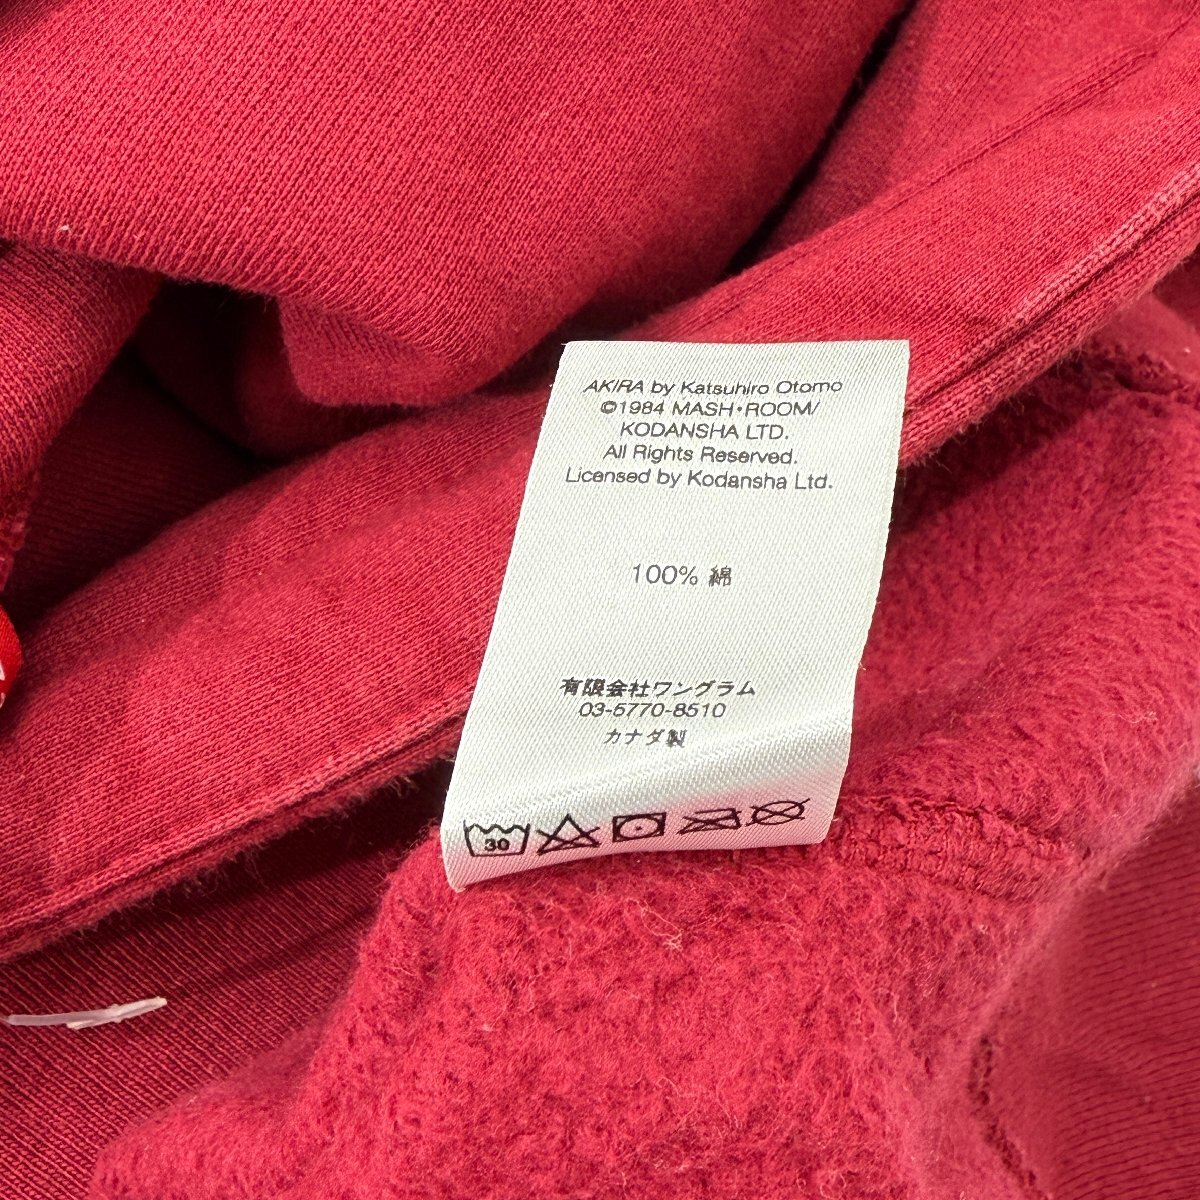 AKIRA by Katsuhiro Otomo
©1984 MASH・ROOM/
KODANSHA LTD.
All Rights Reserved.
Licensed by Kodansha Ltd.
100% 綿
有限会社ワングラム
03-5770-8510
カナダ製
30